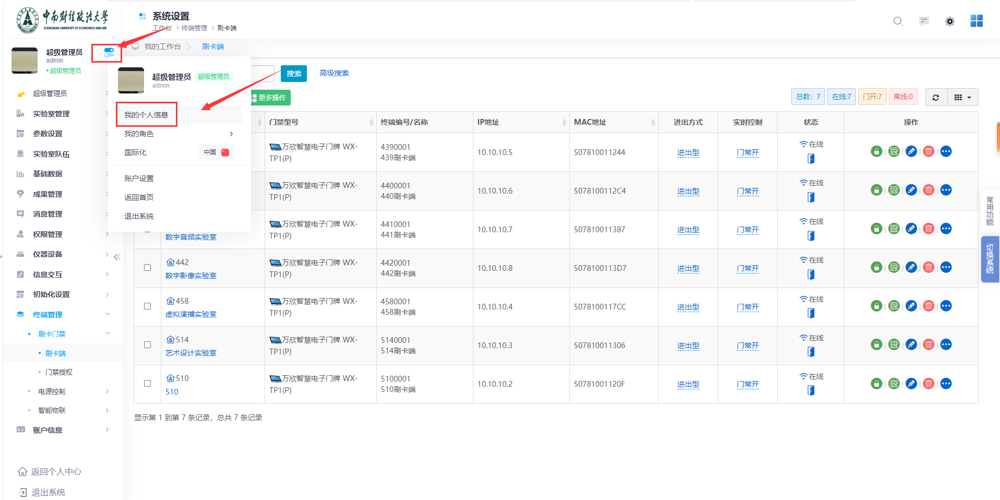 中南财经政法大学
ZHONGNAN UNIVERSITY OF ECONOMICS AND LAW
系统设置
工作台 > 终端管理 > 刷卡端
超级管理员
admin
•超级管理员
我的工作台
刷卡端
超级管理员 超级管理员
admin
我的个人信息
我的角色
国际化 中国
账户设置
返回首页
退出系统
搜索 高级搜索
更多操作
总数：7 在线:7 门开:7 离线:0
超级管理员
实验室管理
参数设置
实验室队伍
基础数据
成果管理
消息管理
权限管理
仪器设备
信息交互
初始化设置
终端管理
刷卡门禁
刷卡端
门禁授权
电源控制
智能物联
账户信息
返回个人中心
退出系统
门禁型号 终端编号/名称 IP地址 MAC地址 进出方式 实时控制 状态 操作
万欣智慧电子门牌 WX-
TP1(P)
4390001
439刷卡端
10.10.10.5 507810011244 进出型 门常开 在线
万欣智慧电子门牌 WX-
TP1(P)
4400001
440刷卡端
10.10.10.6 5078100112C4 进出型 门常开 在线
数字音频实验室
万欣智慧电子门牌 WX-
TP1(P)
4410001
441刷卡端
10.10.10.7 507810011387 进出型 门常开 在线
442
数字影像实验室
万欣智慧电子门牌 WX-
TP1(P)
4420001
442刷卡端
10.10.10.8 5078100113D7 进出型 门常开 在线
458
虚拟演播实验室
万欣智慧电子门牌 WX-
TP1(P)
4580001
458刷卡端
10.10.10.4 5078100117CC 进出型 门常开 在线
514
艺术设计实验室
万欣智慧电子门牌 WX-
TP1(P)
5140001
514刷卡端
10.10.10.3 507810011306 进出型 门常开 在线
510
510
万欣智慧电子门牌 WX-
TP1(P)
5100001
510刷卡端
10.10.10.2 50781001120F 进出型 门常开 在线
显示第 1 到第 7 条记录，总共 7 条记录
常用功能
切换系统